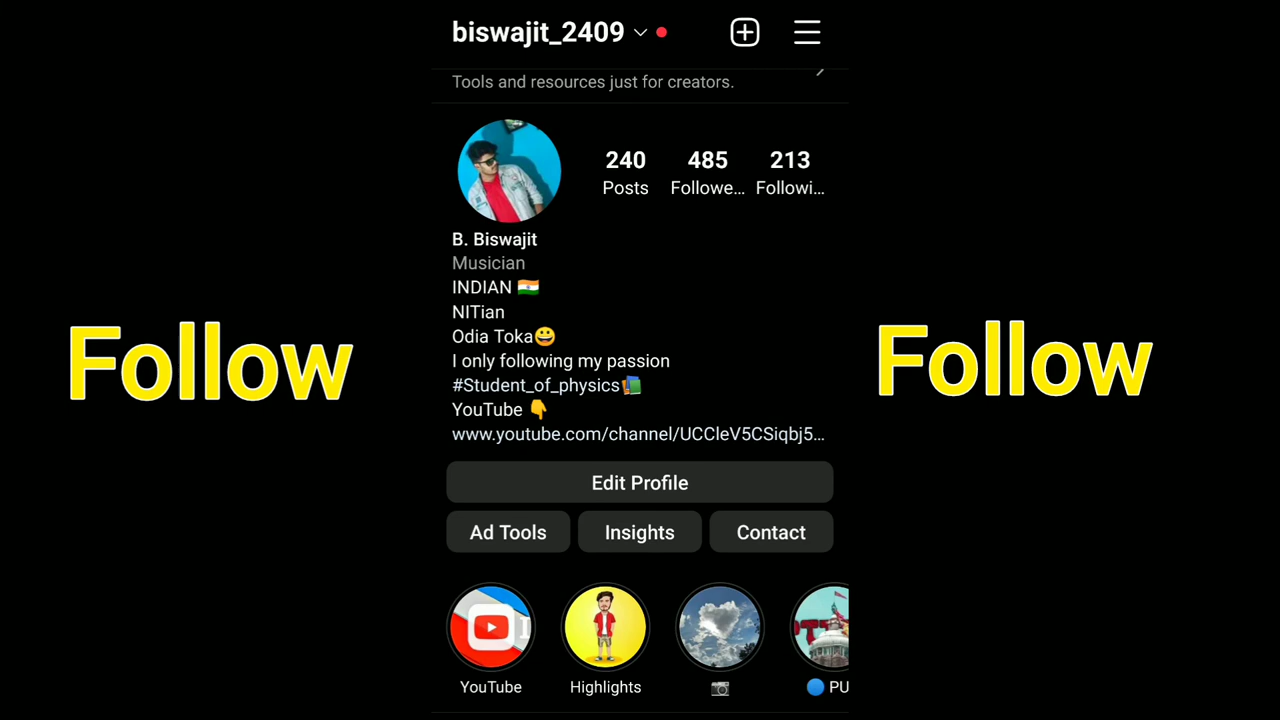 biswajit_2409
Tools and resources just for creators.
240 485 213
Posts Followe... Followi...
B. Biswajit
Musician
INDIAN 🇮🇳
NITian
Odia Toka😀
I only following my passion
#Student_of_physics📚
YouTube 👇
www.youtube.com/channel/UCCleV5CSiqbj5...
Follow Follow
Edit Profile
Ad Tools Insights Contact
YouTube Highlights 📷 🔵 PU